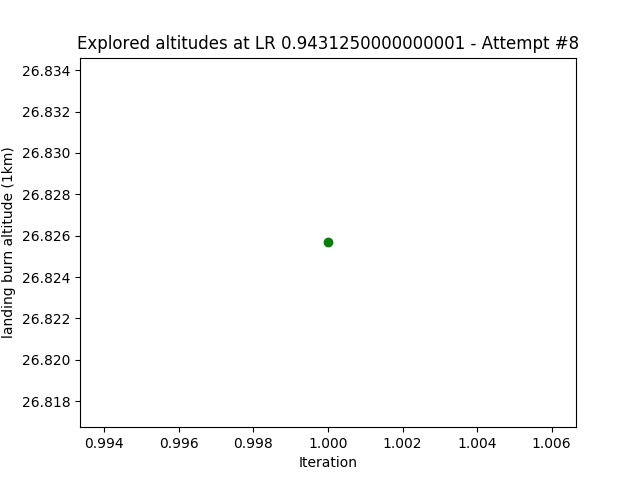 Explored altitudes at LR 0.9431250000000001 - Attempt #8
landing burn altitude (1km)
26.834
26.832
26.830
26.828
26.826
26.824
26.822
26.820
26.818
0.994 0.996 0.998 1.000 1.002 1.004 1.006
Iteration